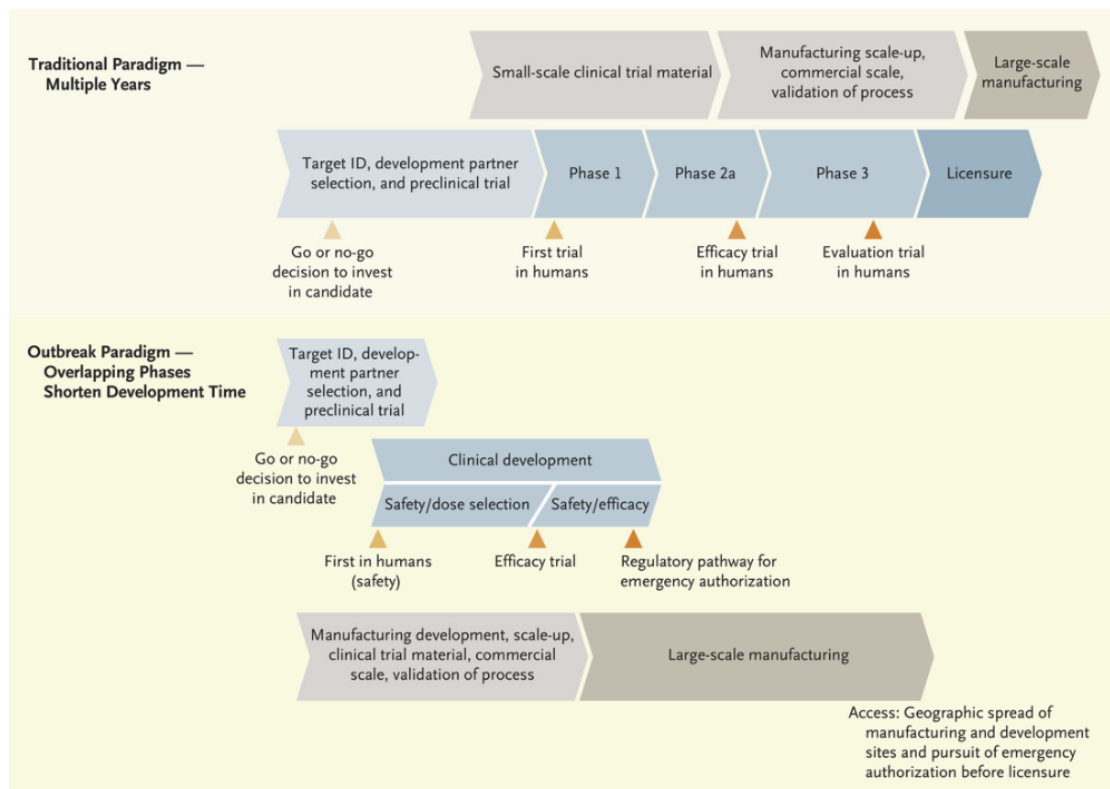 Traditional Paradigm —
Multiple Years
Small-scale clinical trial material
Manufacturing scale-up,
commercial scale,
validation of process
Large-scale
manufacturing
Target ID, development partner
selection, and preclinical trial
Phase 1
Phase 2a
Phase 3
Licensure
Go or no-go
decision to invest
in candidate
First trial
in humans
Efficacy trial
in humans
Evaluation trial
in humans
Outbreak Paradigm —
Overlapping Phases
Shorten Development Time
Target ID, develop-
ment partner
selection, and
preclinical trial
Go or no-go
decision to invest
in candidate
Clinical development
Safety/dose selection
Safety/efficacy
First in humans
(safety)
Efficacy trial
Regulatory pathway for
emergency authorization
Manufacturing development, scale-up,
clinical trial material, commercial
scale, validation of process
Large-scale manufacturing
Access: Geographic spread of
manufacturing and development
sites and pursuit of emergency
authorization before licensure